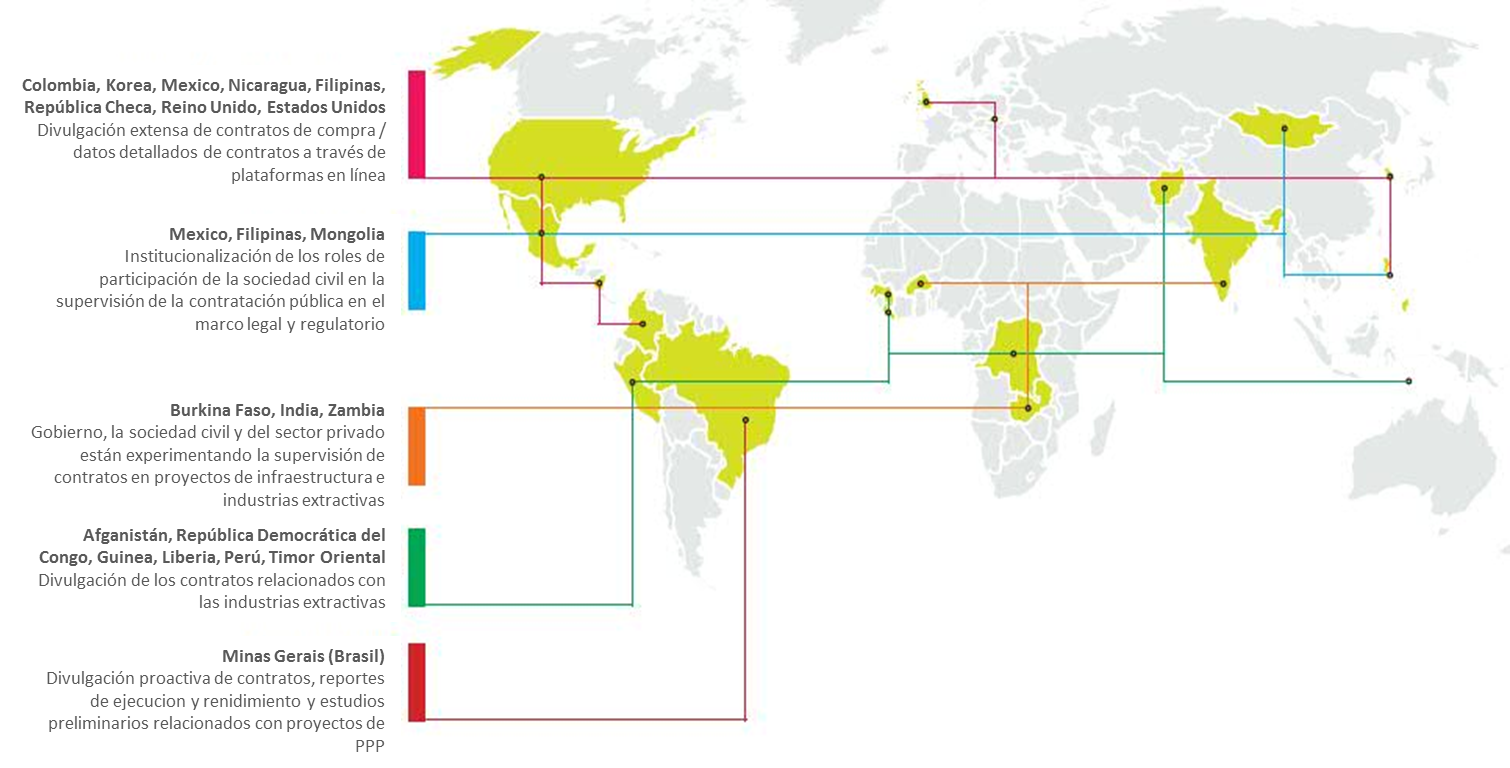 Colombia, Korea, Mexico, Nicaragua, Filipinas,
República Checa, Reino Unido, Estados Unidos
Divulgación extensa de contratos de compra /
datos detallados de contratos a través de
plataformas en línea
Mexico, Filipinas, Mongolia
Institucionalización de los roles de
participación de la sociedad civil en la
supervisión de la contratación pública en el
marco legal y regulatorio
Burkina Faso, India, Zambia
Gobierno, la sociedad civil y del sector privado
están experimentando la supervisión de
contratos en proyectos de infraestructura e
industrias extractivas
Afganistán, República Democrática del
Congo, Guinea, Liberia, Perú, Timor Oriental
Divulgación de los contratos relacionados con
las industrias extractivas
Minas Gerais (Brasil)
Divulgación proactiva de contratos, reportes
de ejecucion y renidimiento y estudios
preliminarios relacionados con proyectos de
PPP